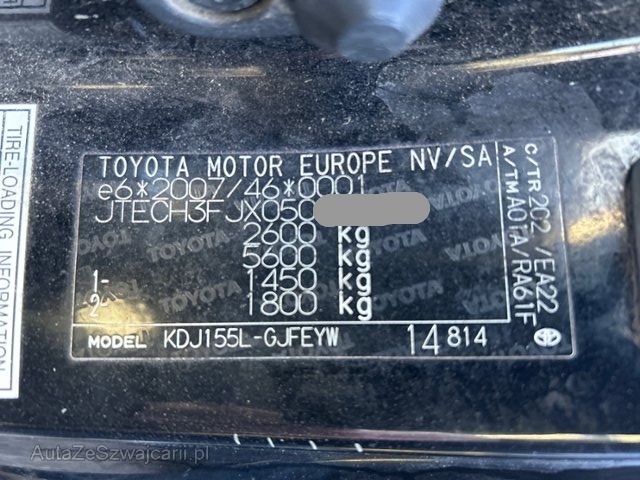 TIRE-LOADING INFORMATION
TOYOTA MOTOR EUROPE NV/SA
e6*2007/46*0001
JTECH3FJX050
2600 kg
5600 kg
1- 1450 kg
2- 1800 kg
MODEL KDJ155L-GJFEYW 14 814
C/TR 202 /EA22
A/TM A01A/RA61F
AutaZeSzwajcarii.pl